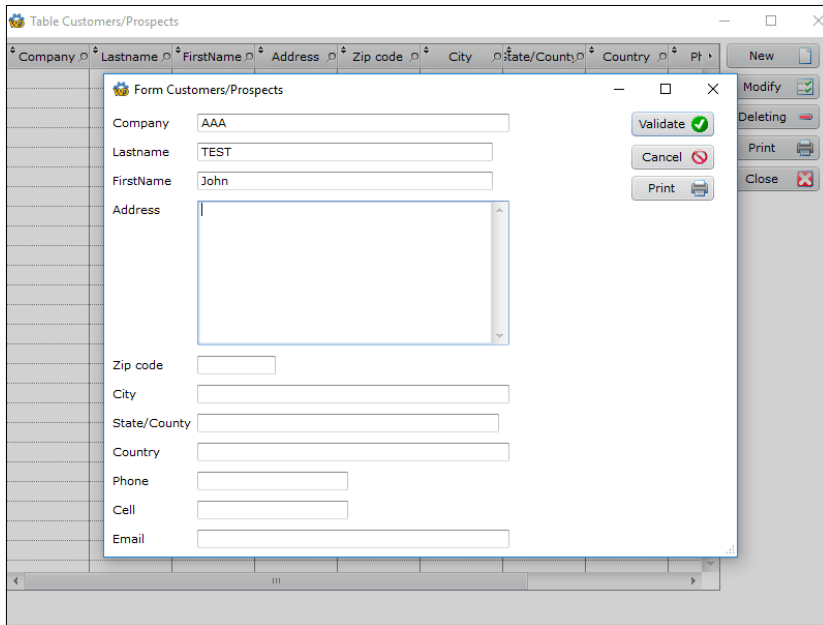 Table Customers/Prospects
Company Lastname FirstName Address Zip code City State/County Country Ph
New
Modify
Deleting
Print
Close
Form Customers/Prospects
Company AAA
Validate
Lastname TEST
Cancel
FirstName John
Print
Address
Zip code
City
State/County
Country
Phone
Cell
Email